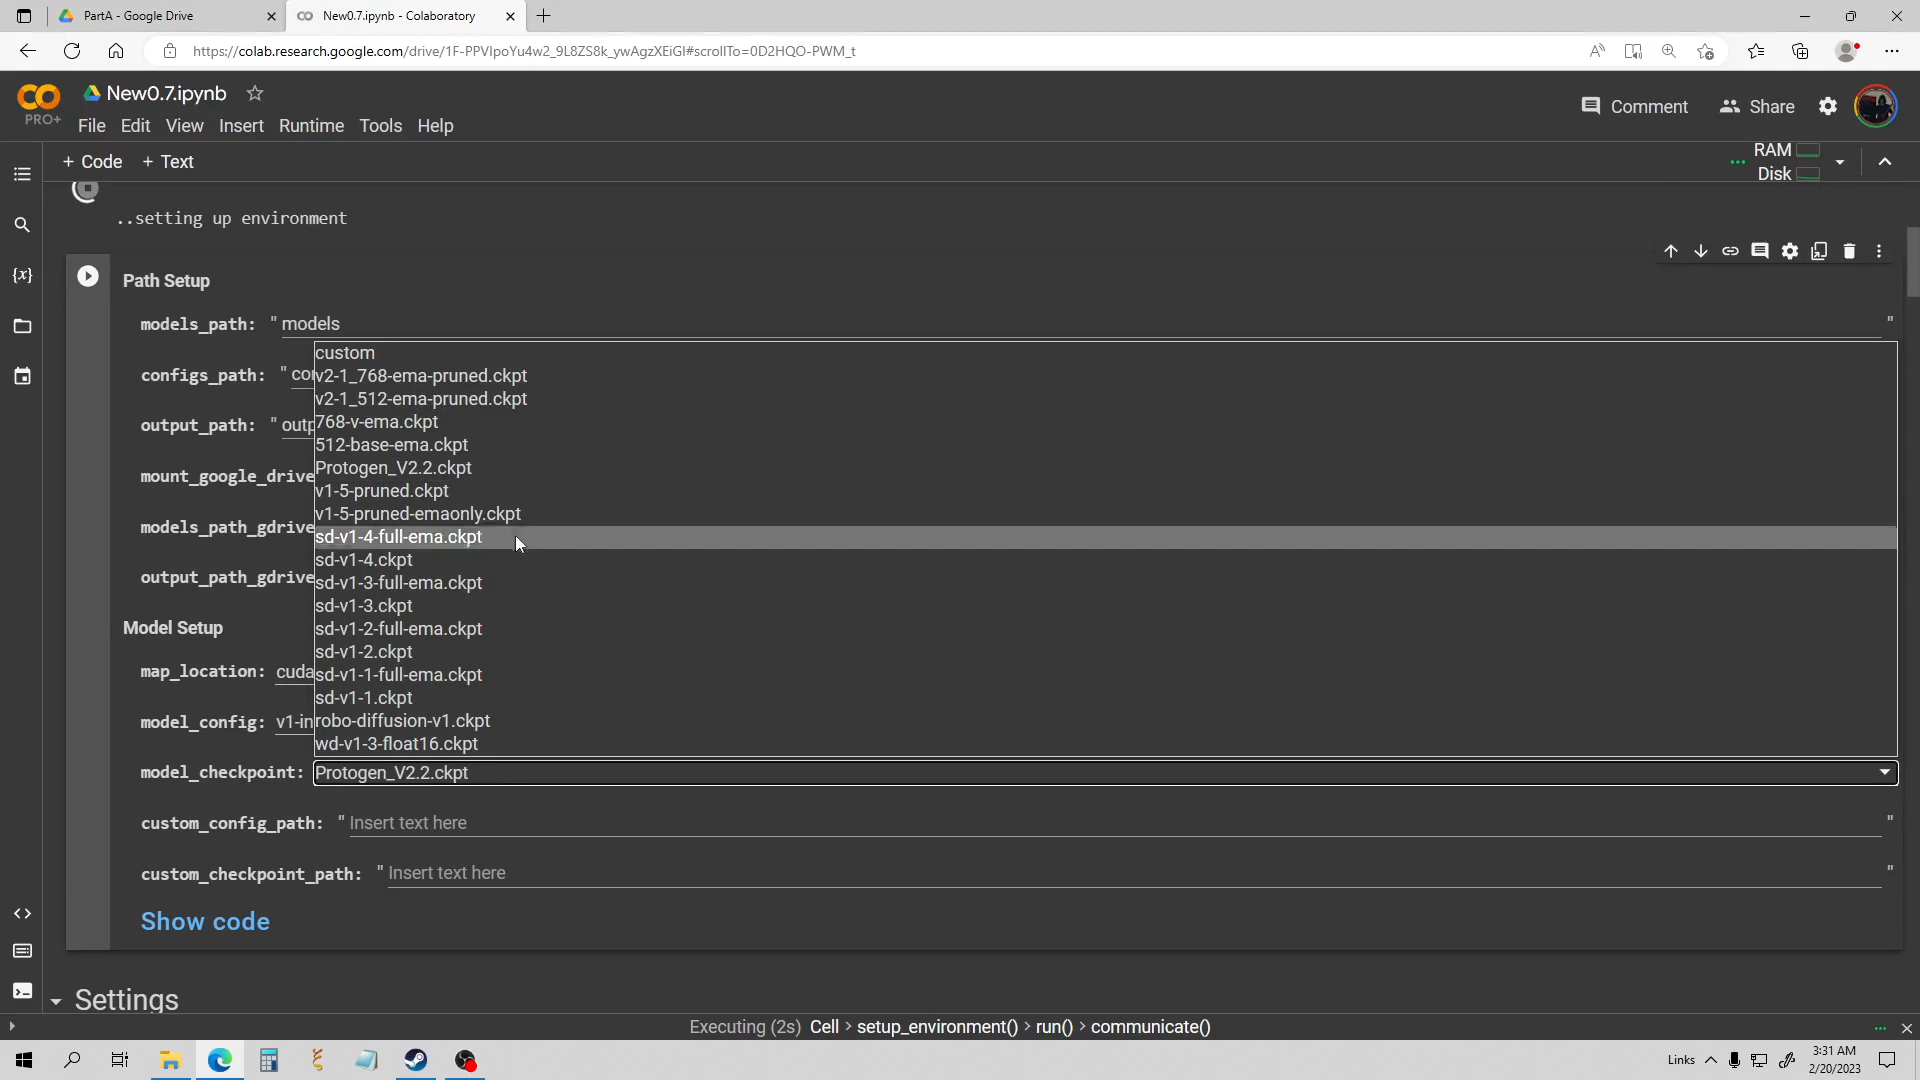 PartA - Google Drive
New0.7.ipynb - Colaboratory
https://colab.research.google.com/drive/1F-PPVIpoYu4w2_9L8ZS8k_ywAgzXEiGI#scrollTo=0D2HQO-PWM_t
PRO+
New0.7.ipynb
File Edit View Insert Runtime Tools Help
Comment
Share
+ Code + Text
RAM
Disk
..setting up environment
Path Setup
models_path: " models "
custom
configs_path: " con
v2-1_768-ema-pruned.ckpt
v2-1_512-ema-pruned.ckpt
output_path: " outp
768-v-ema.ckpt
512-base-ema.ckpt
mount_google_drive
Protogen_V2.2.ckpt
v1-5-pruned.ckpt
models_path_gdrive
v1-5-pruned-emaonly.ckpt
sd-v1-4-full-ema.ckpt
sd-v1-4.ckpt
output_path_gdrive
sd-v1-3-full-ema.ckpt
sd-v1-3.ckpt
Model Setup
sd-v1-2-full-ema.ckpt
sd-v1-2.ckpt
map_location: cuda
sd-v1-1-full-ema.ckpt
sd-v1-1.ckpt
model_config: v1-in
robo-diffusion-v1.ckpt
wd-v1-3-float16.ckpt
model_checkpoint: Protogen_V2.2.ckpt
custom_config_path: " Insert text here "
custom_checkpoint_path: " Insert text here "
Show code
Settings
Executing (2s) Cell > setup_environment() > run() > communicate()
Links
3:31 AM
2/20/2023